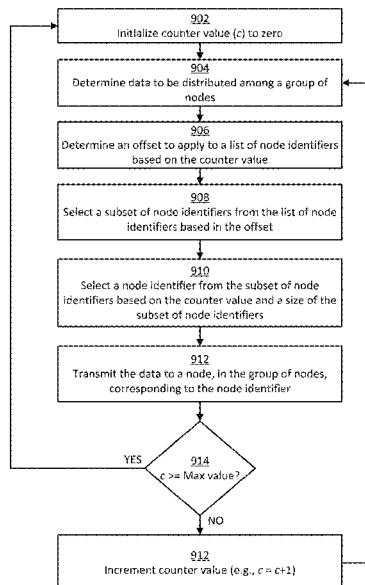 902
Initialize counter value (c) to zero
904
Determine data to be distributed among a group of
nodes
906
Determine an offset to apply to a list of node identifiers
based on the counter value
908
Select a subset of node identifiers from the list of node
identifiers based in the offset
910
Select a node identifier from the subset of node
identifiers based on the counter value and a size of the
subset of node identifiers
912
Transmit the data to a node, in the group of nodes,
corresponding to the node identifier
YES
914
c >= Max value?
NO
912
Increment counter value (e.g., c = c+1)